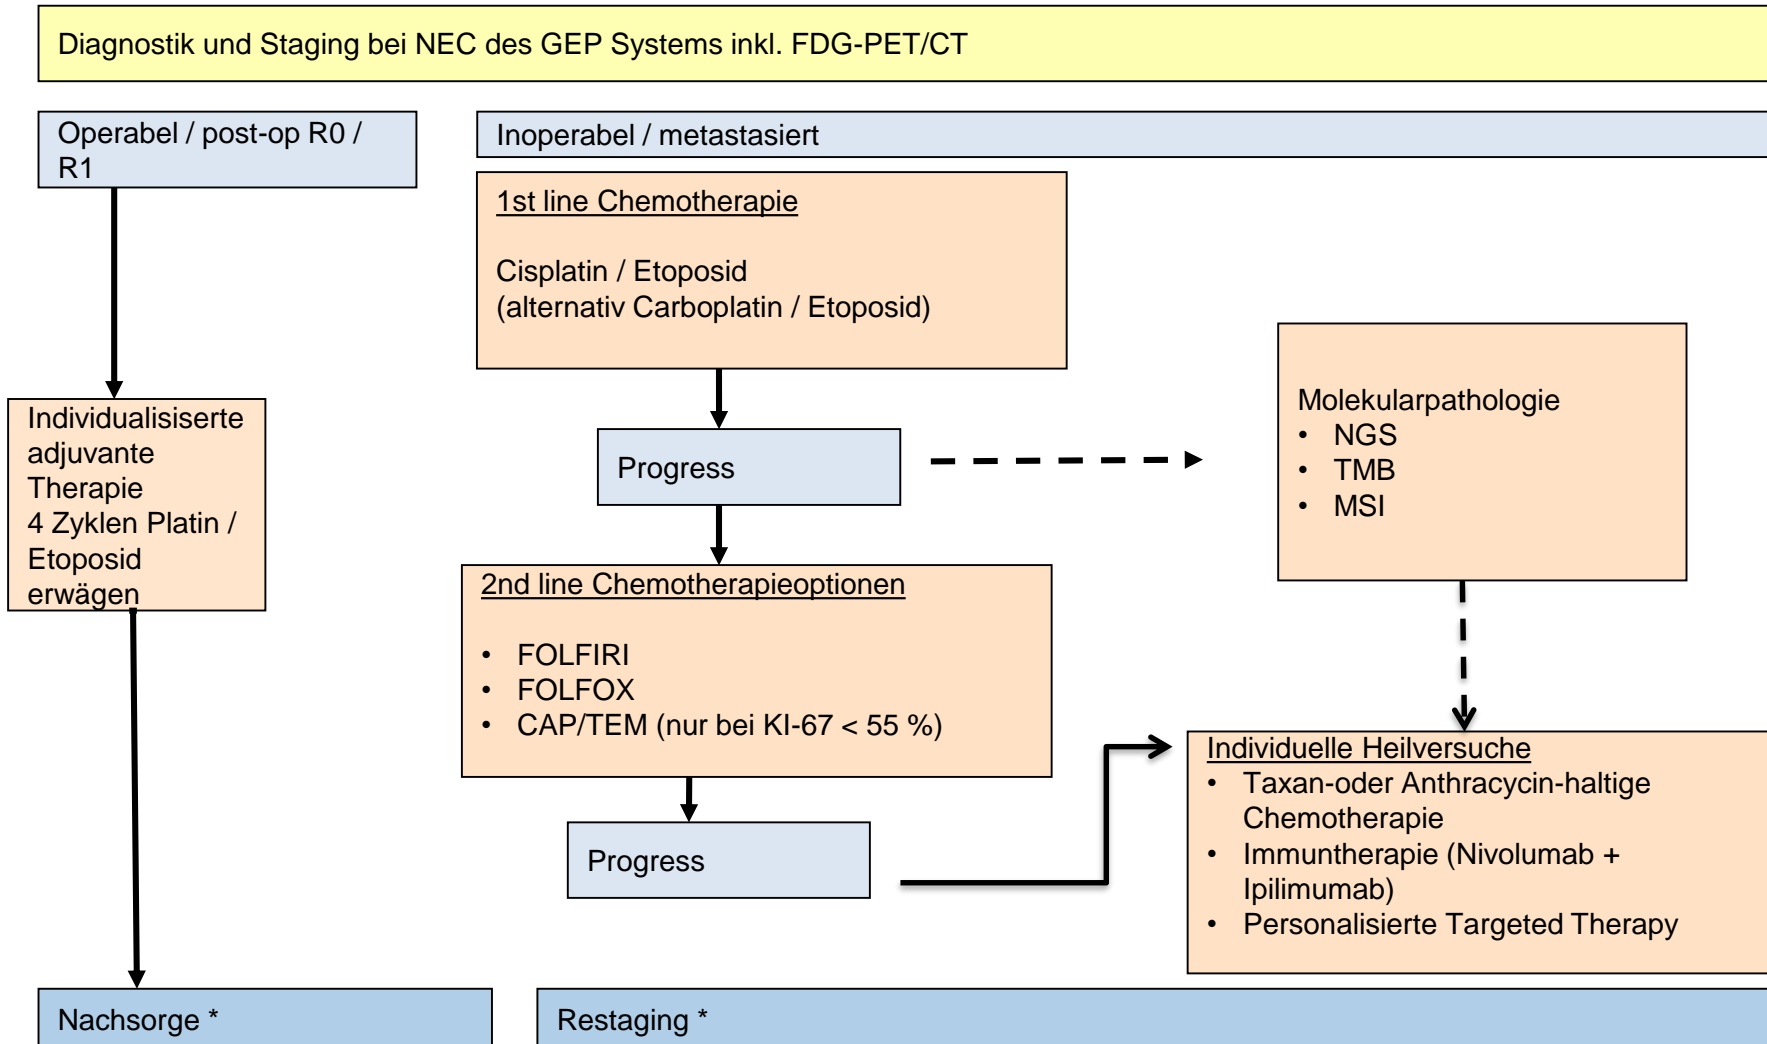 Diagnostik und Staging bei NEC des GEP Systems inkl. FDG-PET/CT
Operabel / post-op R0 /
R1
Inoperabel / metastasiert
1st line Chemotherapie
Cisplatin / Etoposid
(alternativ Carboplatin / Etoposid)
Individualisiserte
adjuvante
Therapie
4 Zyklen Platin /
Etoposid
erwägen
Progress
Molekularpathologie
• NGS
• TMB
• MSI
2nd line Chemotherapieoptionen
• FOLFIRI
• FOLFOX
• CAP/TEM (nur bei KI-67 < 55 %)
Progress
Individuelle Heilversuche
• Taxan-oder Anthracycin-haltige
Chemotherapie
• Immuntherapie (Nivolumab +
Ipilimumab)
• Personalisierte Targeted Therapy
Nachsorge *
Restaging *